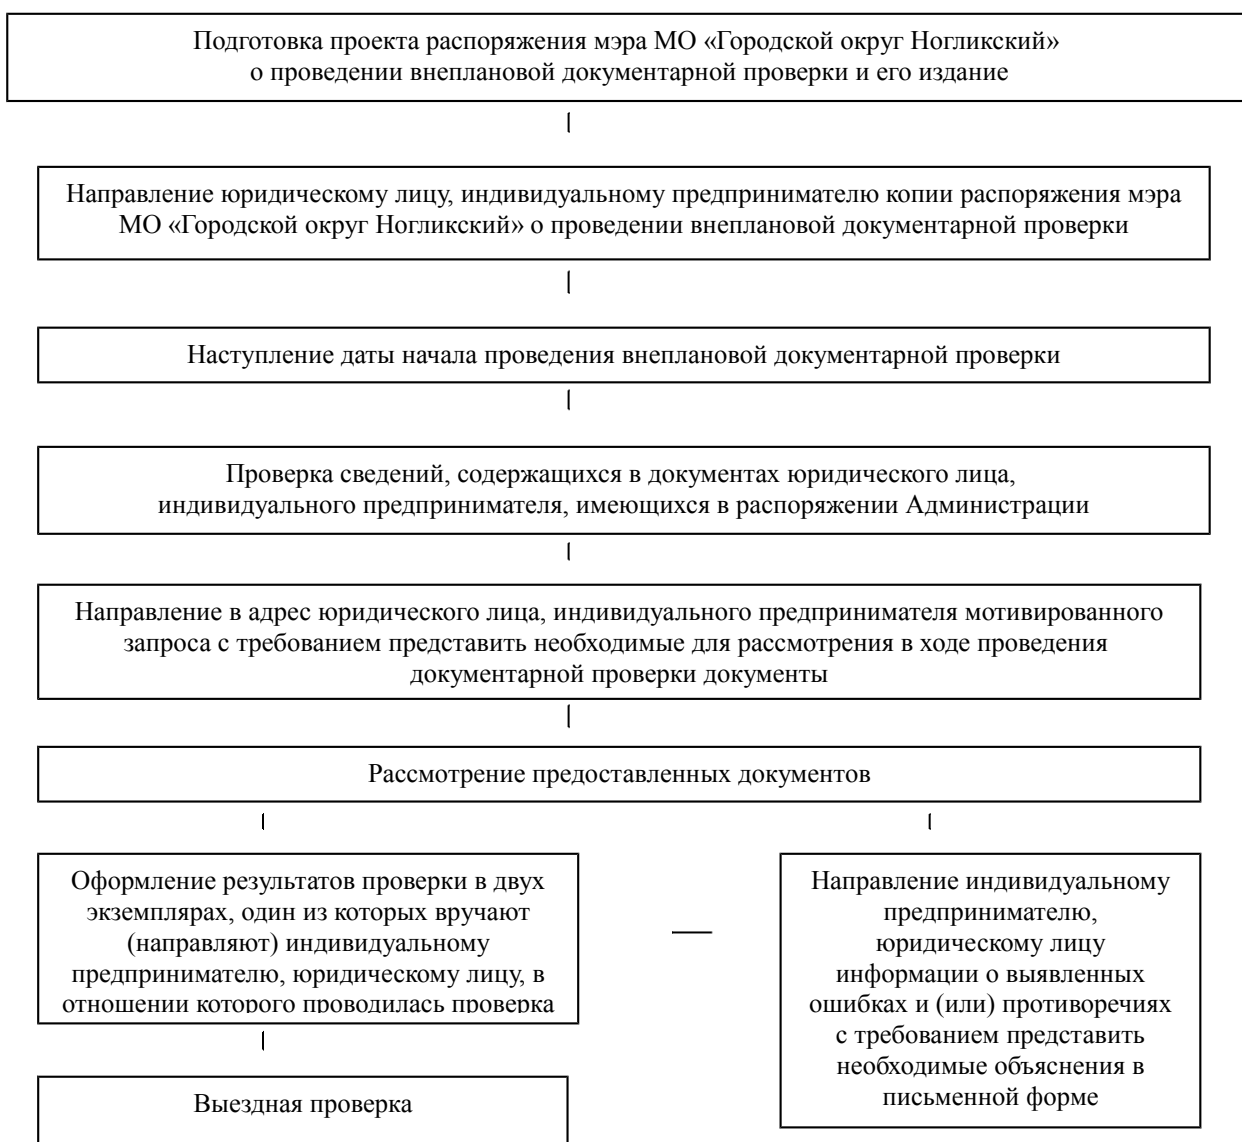 Подготовка проекта распоряжения мэра МО «Городской округ Ногликский»
о проведении внеплановой документарной проверки и его издание
Направление юридическому лицу, индивидуальному предпринимателю копии распоряжения мэра
МО «Городской округ Ногликский» о проведении внеплановой документарной проверки
Наступление даты начала проведения внеплановой документарной проверки
Проверка сведений, содержащихся в документах юридического лица,
индивидуального предпринимателя, имеющихся в распоряжении Администрации
Направление в адрес юридического лица, индивидуального предпринимателя мотивированного
запроса с требованием представить необходимые для рассмотрения в ходе проведения
документарной проверки документы
Рассмотрение предоставленных документов
Оформление результатов проверки в двух
экземплярах, один из которых вручают
(направляют) индивидуальному
предпринимателю, юридическому лицу, в
отношении которого проводилась проверка
Направление индивидуальному
предпринимателю,
юридическому лицу
информации о выявленных
ошибках и (или) противоречиях
с требованием представить
необходимые объяснения в
письменной форме
Выездная проверка